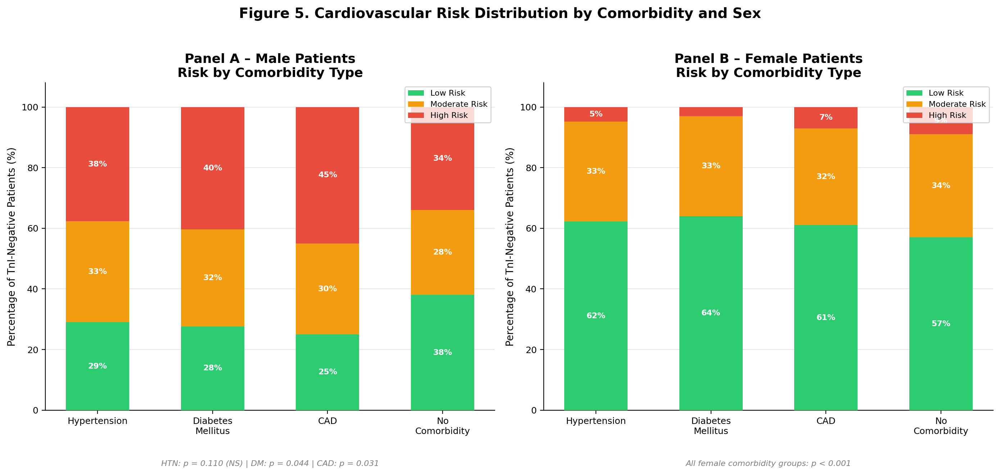 Figure 5. Cardiovascular Risk Distribution by Comorbidity and Sex
Panel A – Male Patients
Risk by Comorbidity Type
Low Risk
Moderate Risk
High Risk
Percentage of TnI-Negative Patients (%)
100
80
60
40
20
0
38%
40%
45%
34%
33%
32%
30%
28%
29%
28%
25%
38%
Hypertension
Diabetes
Mellitus
CAD
No
Comorbidity
HTN: p = 0.110 (NS) | DM: p = 0.044 | CAD: p = 0.031
Panel B – Female Patients
Risk by Comorbidity Type
Low Risk
Moderate Risk
High Risk
Percentage of TnI-Negative Patients (%)
100
80
60
40
20
0
5%
7%
9%
33%
33%
32%
34%
62%
64%
61%
57%
Hypertension
Diabetes
Mellitus
CAD
No
Comorbidity
All female comorbidity groups: p < 0.001